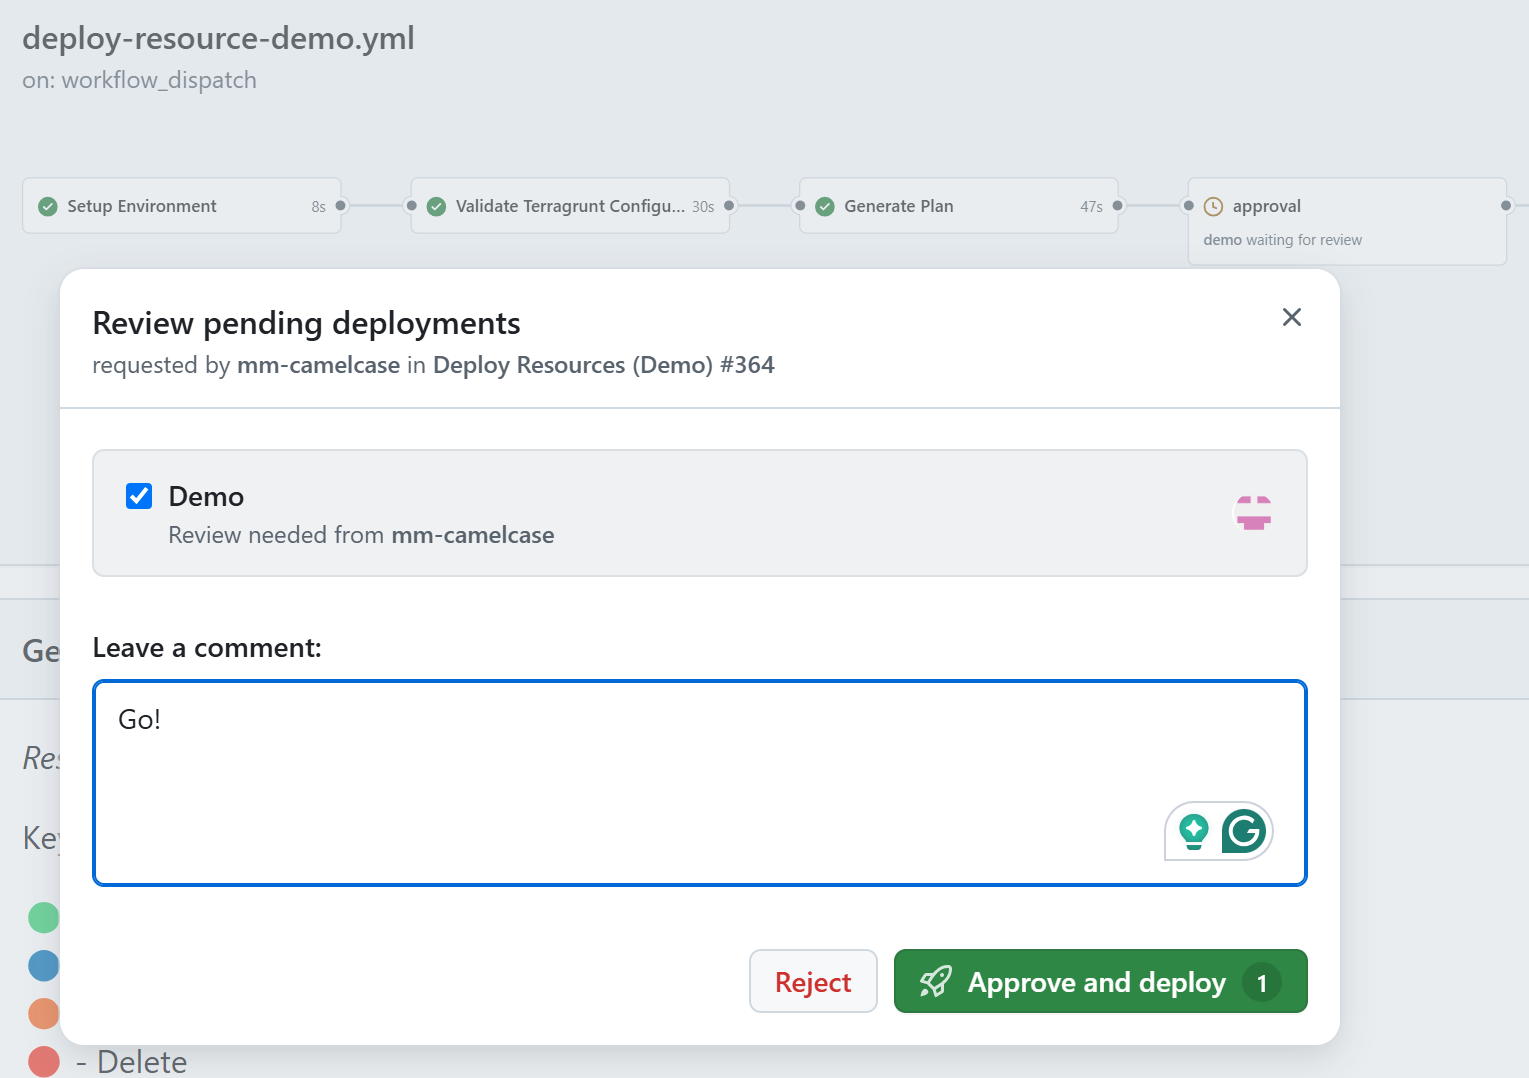 deploy-resource-demo.yml
on: workflow_dispatch
Setup Environment 8s
Validate Terragrunt Configu... 30s
Generate Plan 47s
approval
demo waiting for review
Review pending deployments
requested by mm-camelcase in Deploy Resources (Demo) #364
Demo
Review needed from mm-camelcase
Ge
Leave a comment:
Go!
Res
Key
Reject
Approve and deploy 1
- Delete